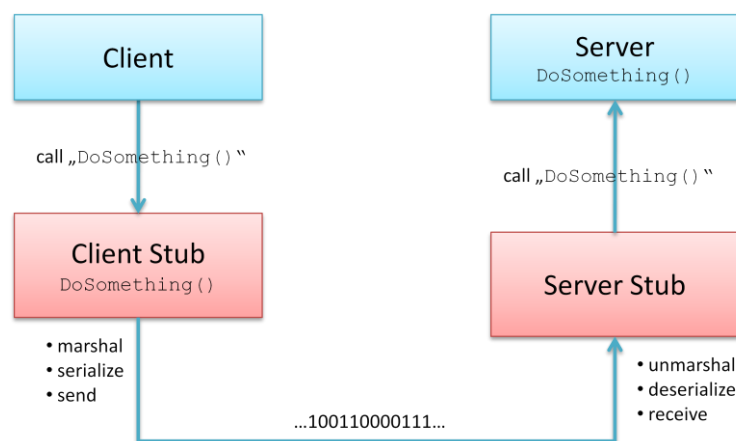 Client
call „DoSomething()“
Client Stub
DoSomething()
• marshal
• serialize
• send
...100110000111...
Server
DoSomething()
call „DoSomething()“
Server Stub
• unmarshal
• deserialize
• receive